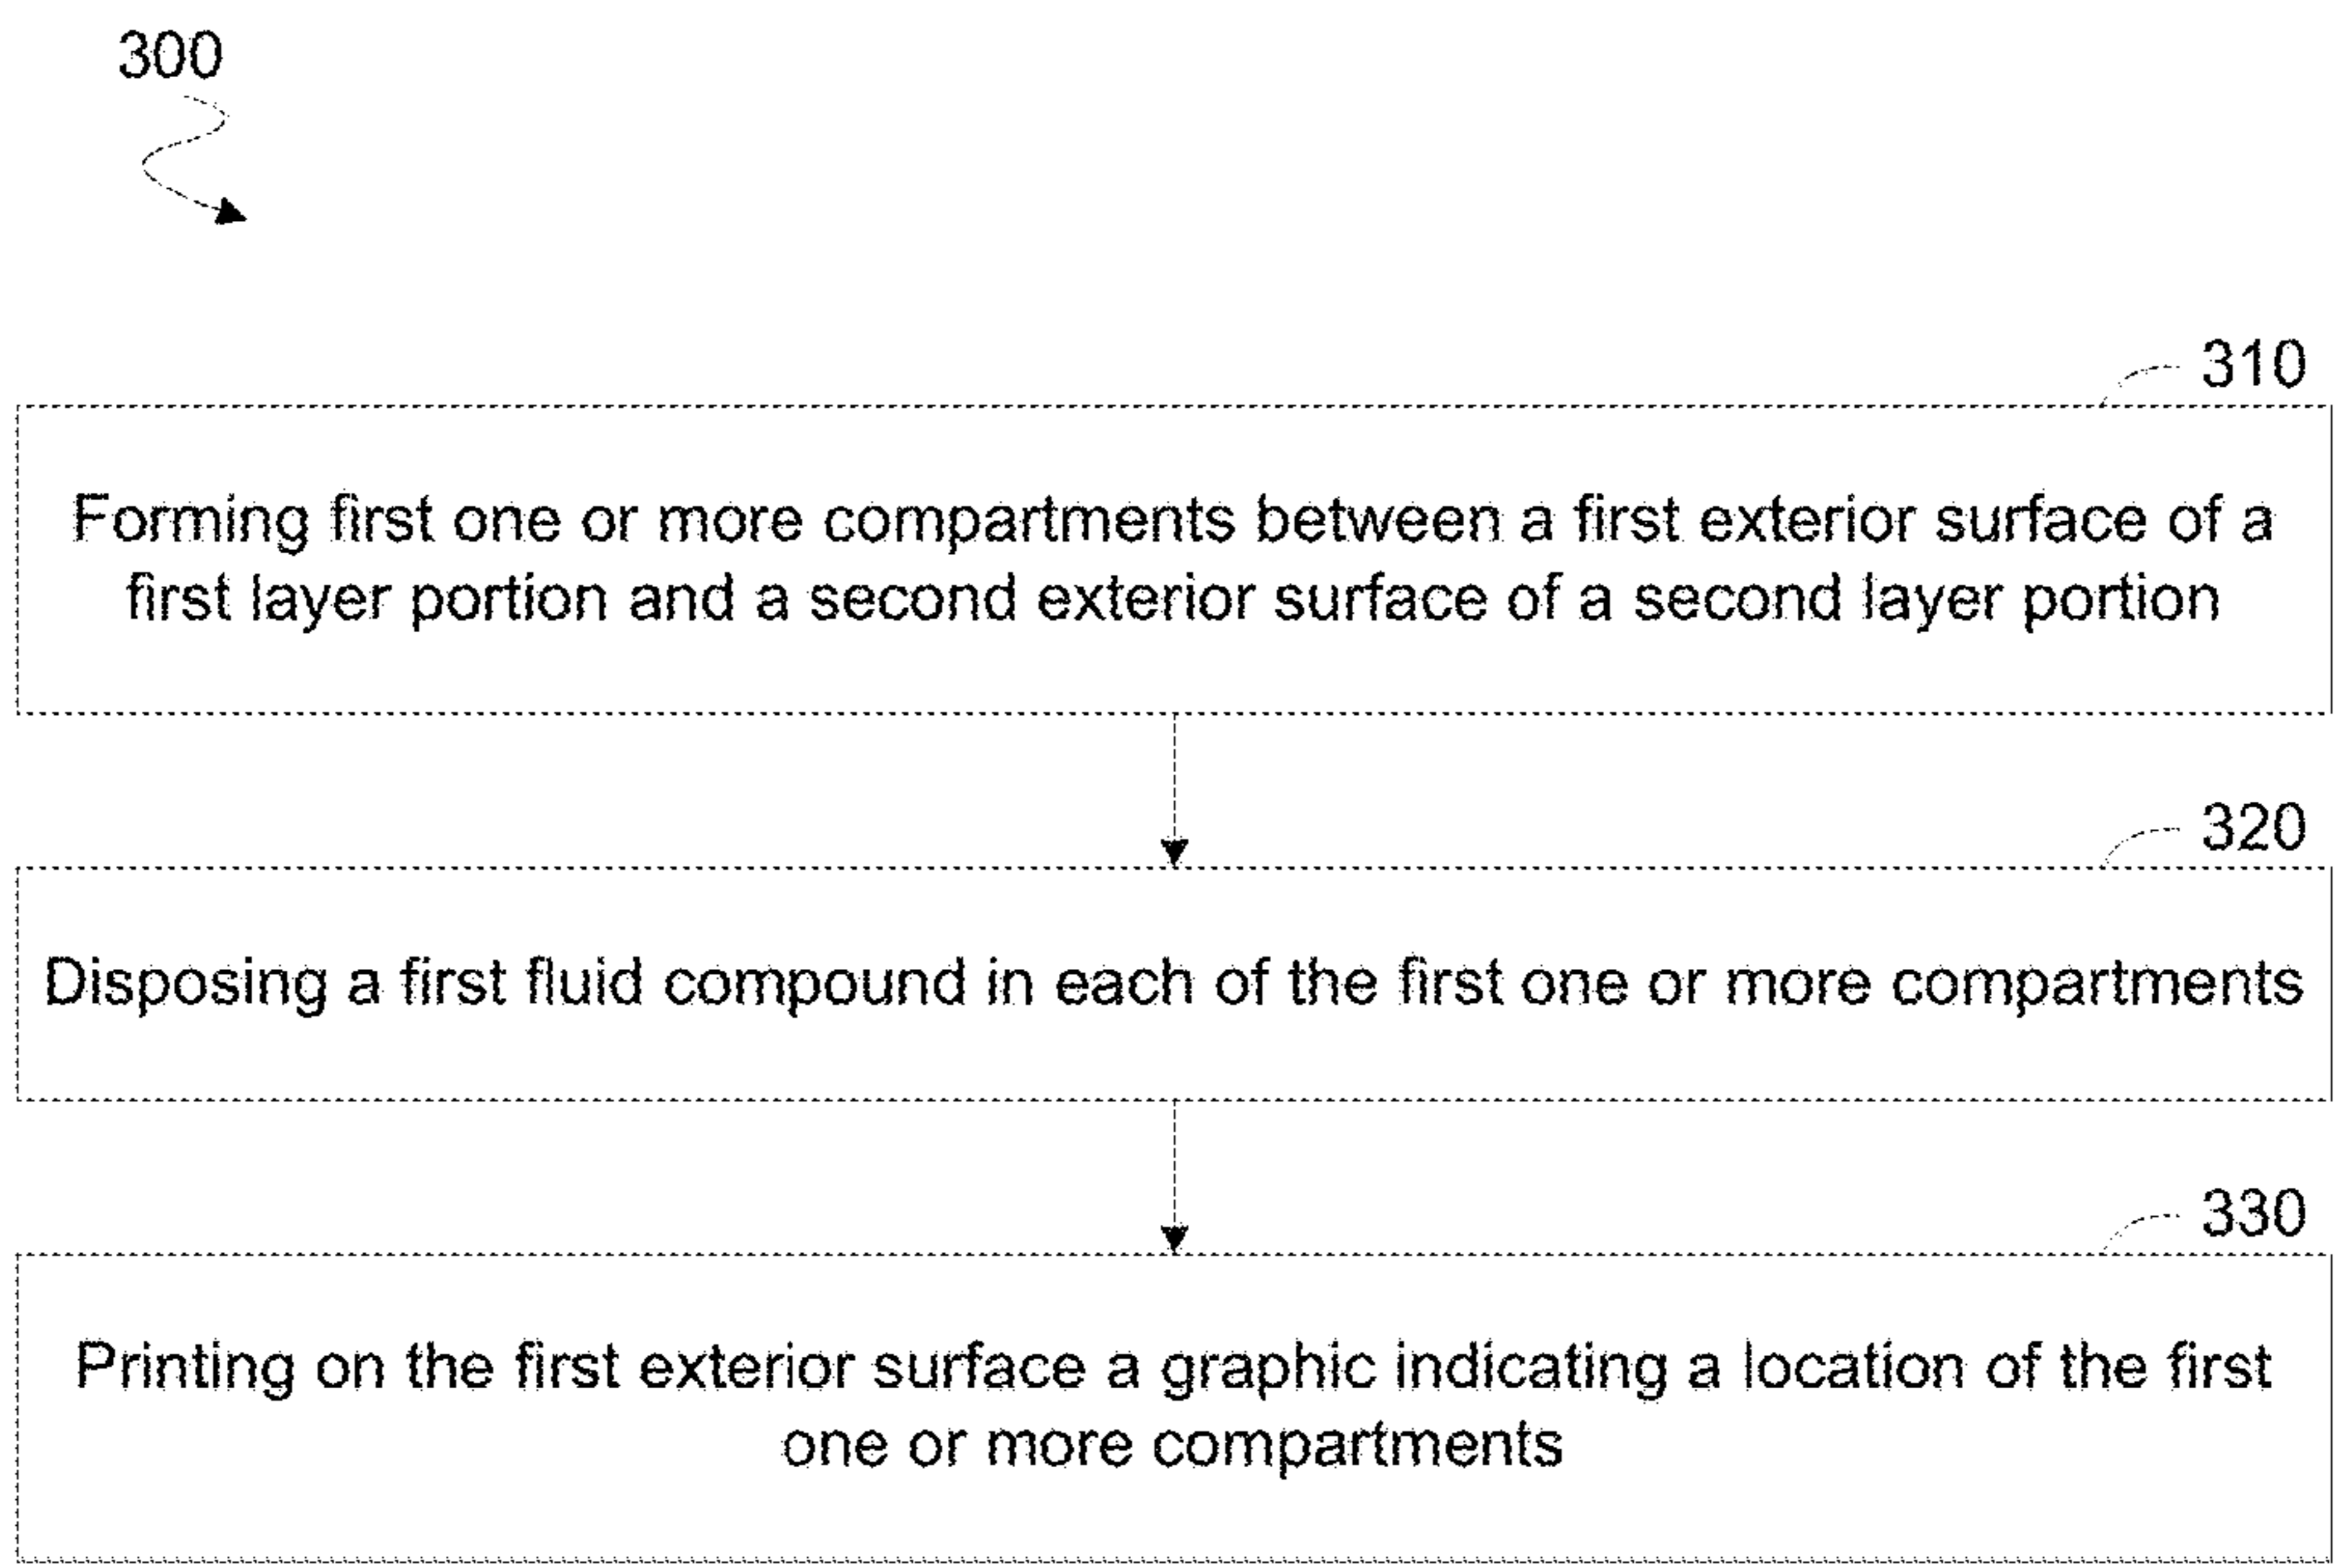 300
310
Forming first one or more compartments between a first exterior surface of a
first layer portion and a second exterior surface of a second layer portion
320
Disposing a first fluid compound in each of the first one or more compartments
330
Printing on the first exterior surface a graphic indicating a location of the first
one or more compartments